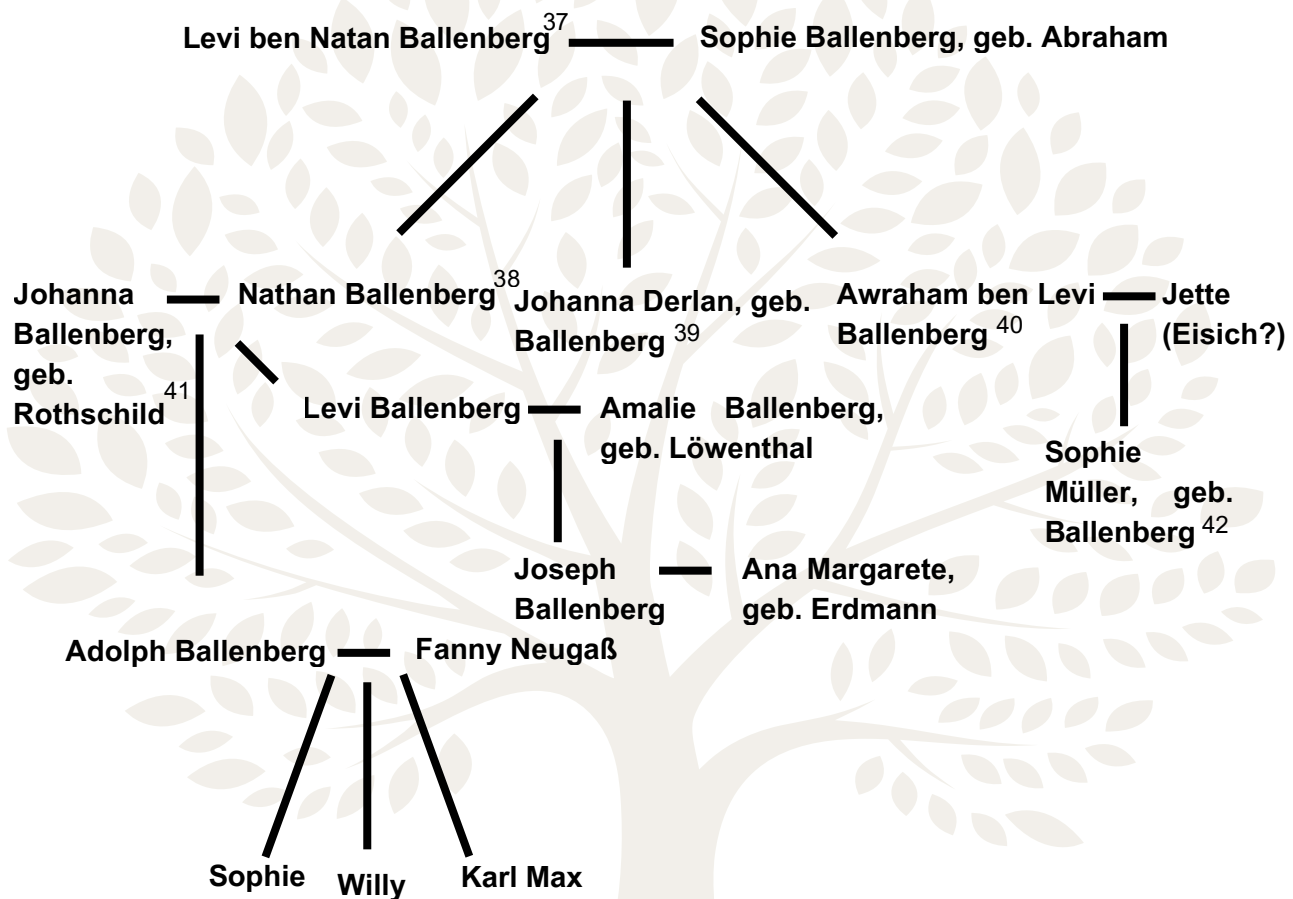 Levi ben Natan Ballenberg37 Sophie Ballenberg, geb. Abraham
Johanna
Ballenberg,
geb.
Rothschild41
Nathan Ballenberg38
Johanna Derlan, geb.
Ballenberg 39
Awraham ben Levi
Ballenberg 40
Jette
(Eisich?)
Levi Ballenberg
Amalie Ballenberg,
geb. Löwenthal
Sophie
Müller, geb.
Ballenberg 42
Joseph
Ballenberg
Ana Margarete,
geb. Erdmann
Adolph Ballenberg
Fanny Neugaß
Sophie
Willy
Karl Max